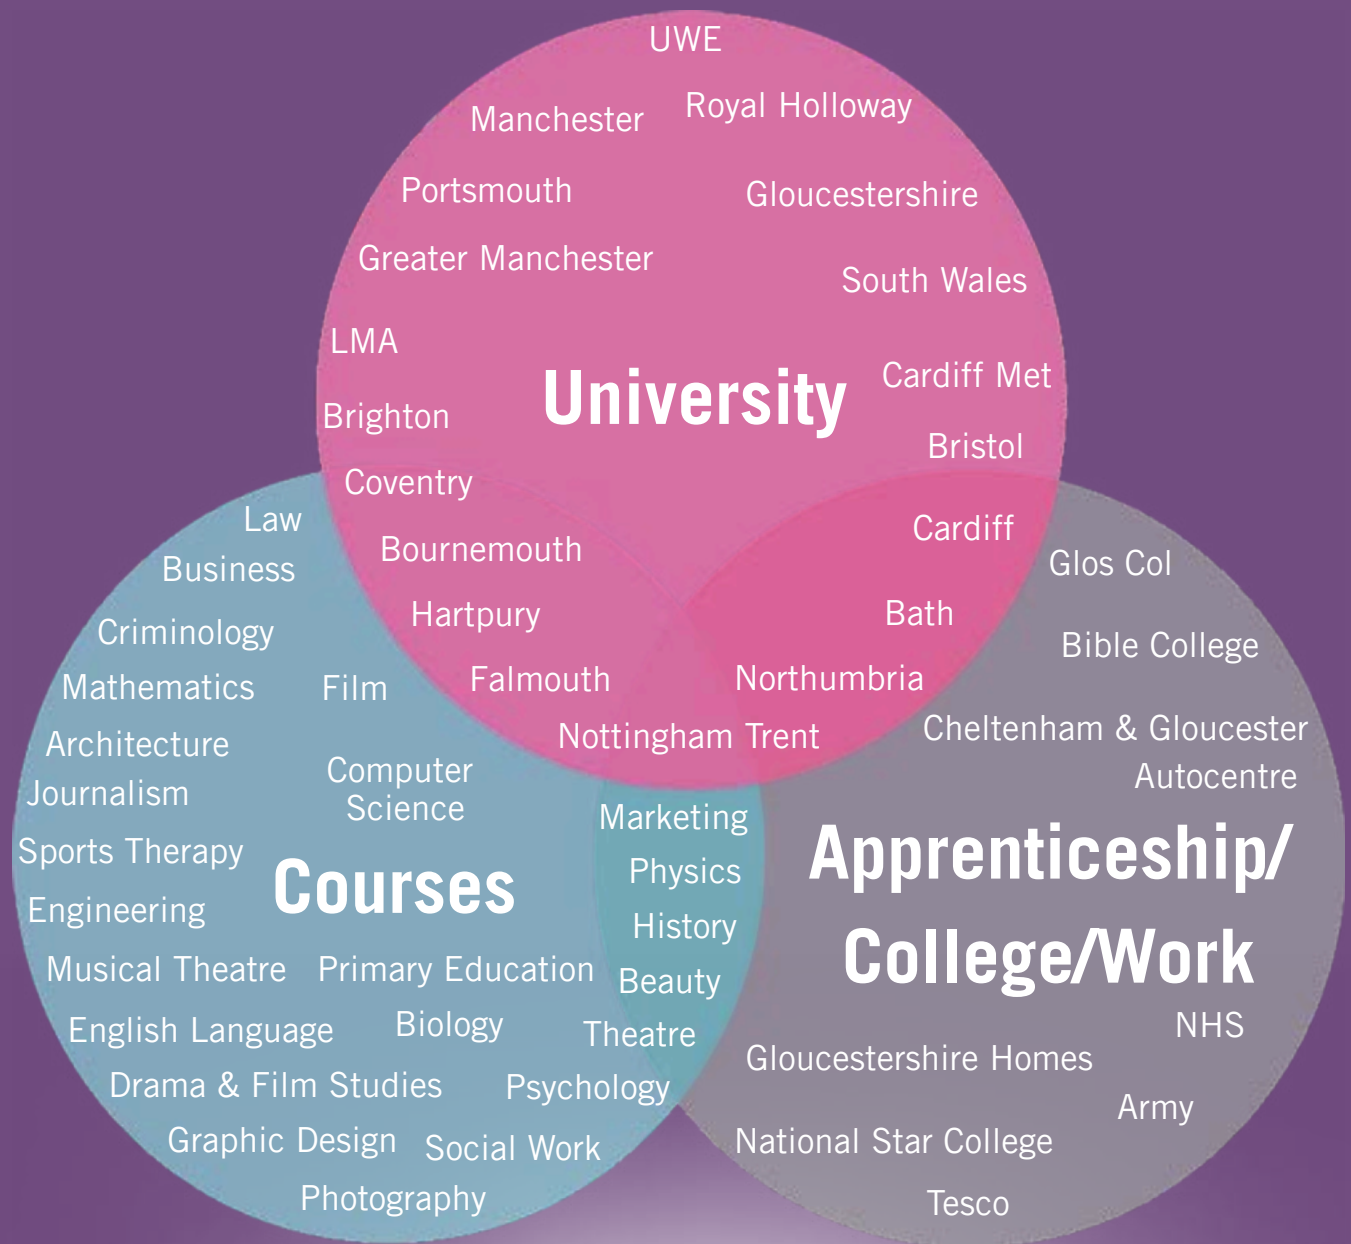 UWE
Manchester
Royal Holloway
Portsmouth
Gloucestershire
Greater Manchester
South Wales
LMA
University
Cardiff Met
Brighton
Bristol
Coventry
Cardiff
Bournemouth
Hartpury
Bath
Falmouth
Northumbria
Nottingham Trent
Law
Business
Criminology
Mathematics
Film
Architecture
Computer
Science
Journalism
Sports Therapy
Courses
Engineering
Musical Theatre
Primary Education
English Language
Biology
Drama & Film Studies
Psychology
Graphic Design
Social Work
Photography
Marketing
Physics
History
Beauty
Theatre
Glos Col
Bible College
Cheltenham & Gloucester
Autocentre
Apprenticeship/
College/Work
NHS
Gloucestershire Homes
Army
National Star College
Tesco